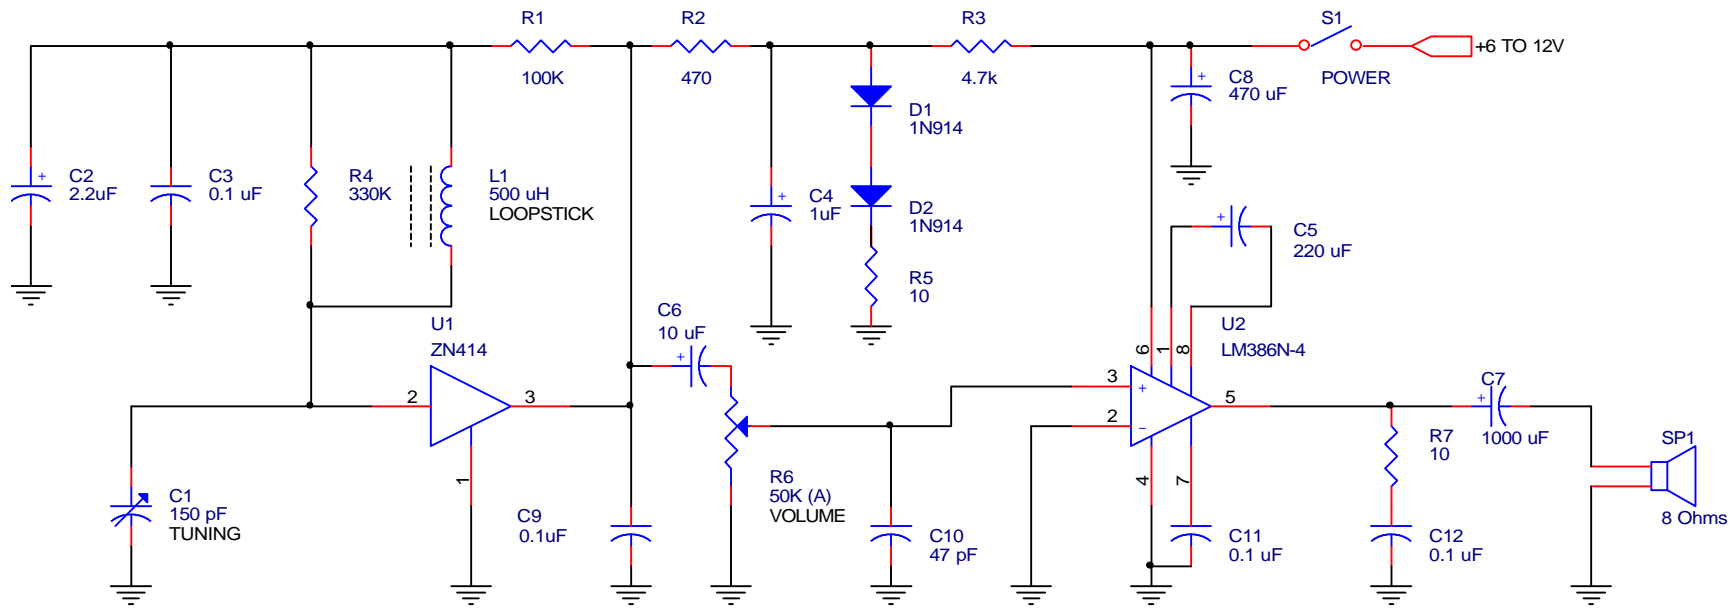 R1
100K
R2
470
R3
4.7k
S1
POWER
+6 TO 12V
C8
470 uF
+
D1
1N914
D2
1N914
C2
2.2uF
+
C3
0.1 uF
R4
330K
L1
500 uH
LOOPSTICK
C4
1uF
+
R5
10
C5
220 uF
+
U1
ZN414
2
3
1
C6
10 uF
+
U2
LM386N-4
6
1
8
3
+
2
−
5
4
7
C7
+
1000 uF
R7
10
SP1
8 Ohms
C1
150 pF
TUNING
C9
0.1uF
R6
50K (A)
VOLUME
C10
47 pF
C11
0.1 uF
C12
0.1 uF